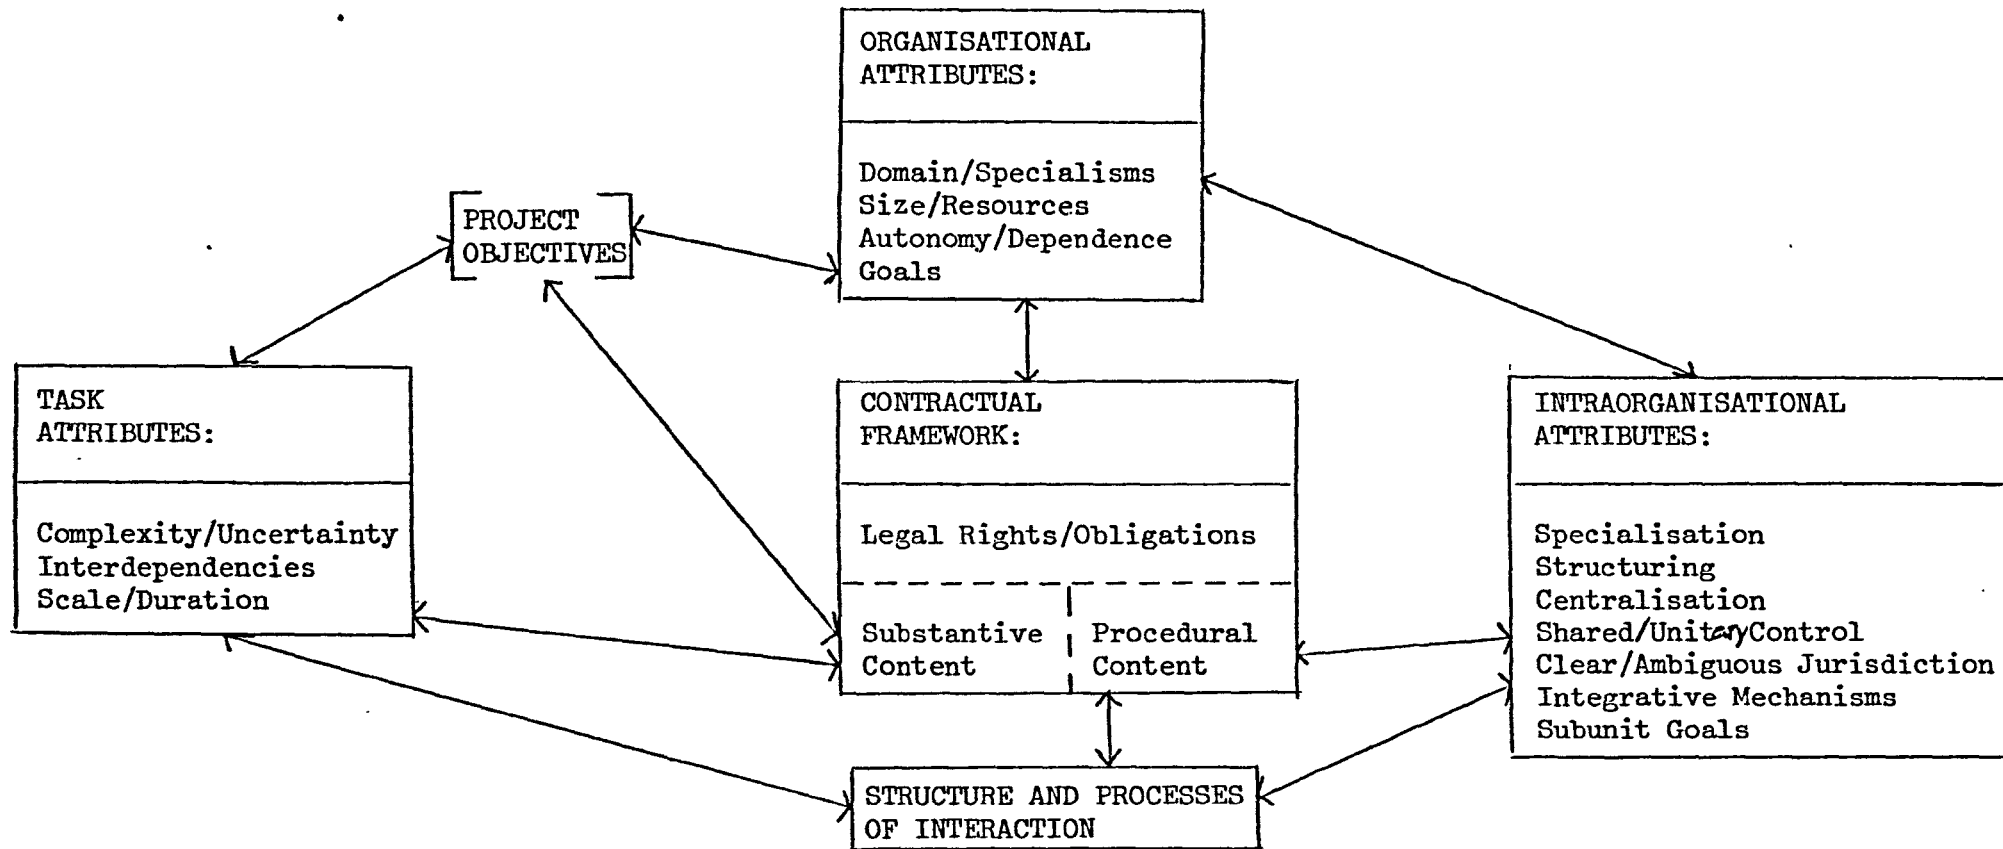 ORGANISATIONAL
ATTRIBUTES:
Domain/Specialisms
Size/Resources
Autonomy/Dependence
Goals
PROJECT
OBJECTIVES
TASK
ATTRIBUTES:
Complexity/Uncertainty
Interdependencies
Scale/Duration
CONTRACTUAL
FRAMEWORK:
Legal Rights/Obligations
Substantive
Content
Procedural
Content
INTRAORGANISATIONAL
ATTRIBUTES:
Specialisation
Structuring
Centralisation
Shared/Unitary Control
Clear/Ambiguous Jurisdiction
Integrative Mechanisms
Subunit Goals
STRUCTURE AND PROCESSES
OF INTERACTION